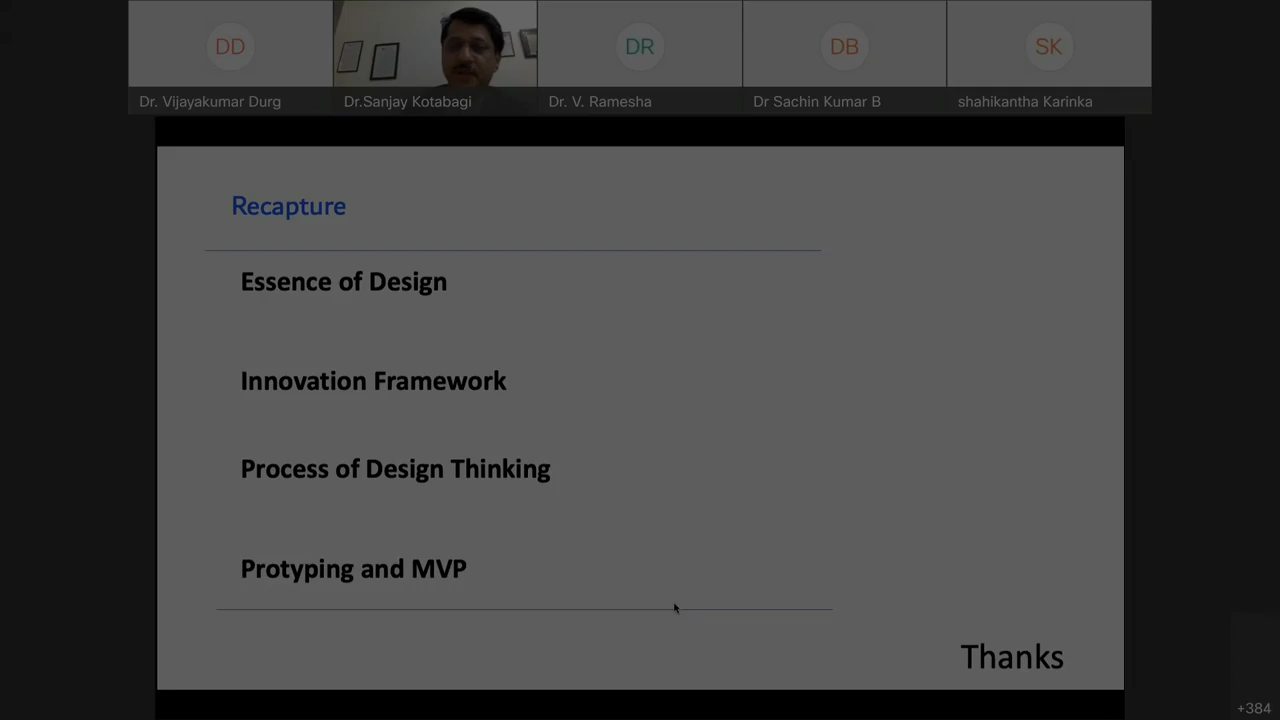 DD
DR
DB
SK
Dr. Vijayakumar Durg
Dr.Sanjay Kotabagi
Dr. V. Ramesha
Dr Sachin Kumar B
shahikantha Karinka
Recapture
Essence of Design
Innovation Framework
Process of Design Thinking
Protyping and MVP
Thanks
+384